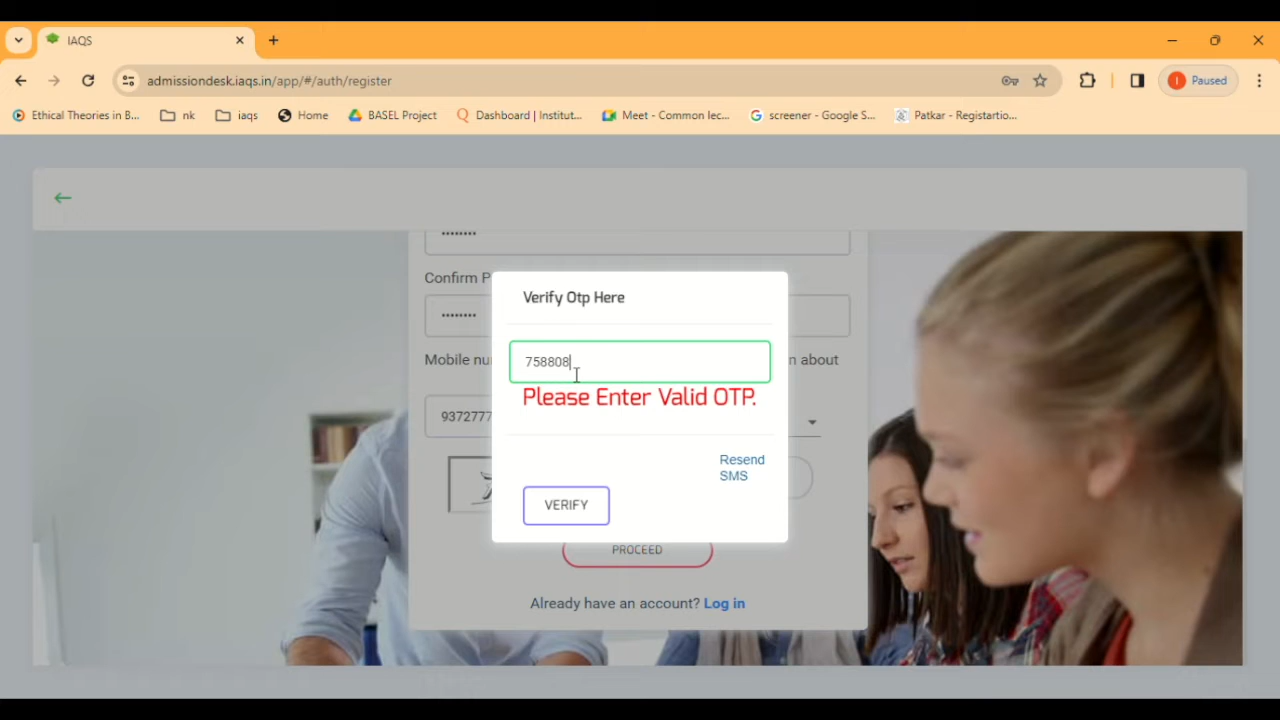 IAQS
admissiondesk.iaqs.in/app/#/auth/register
Paused
Ethical Theories in B...
nk
iaqs
Home
BASEL Project
Dashboard | Institut...
Meet - Common lec...
screener - Google S...
Patkar - Registartio...
Confirm P
Verify Otp Here
758808
Mobile nu
n about
Please Enter Valid OTP.
9372777
Resend
SMS
VERIFY
PROCEED
Already have an account? Log in